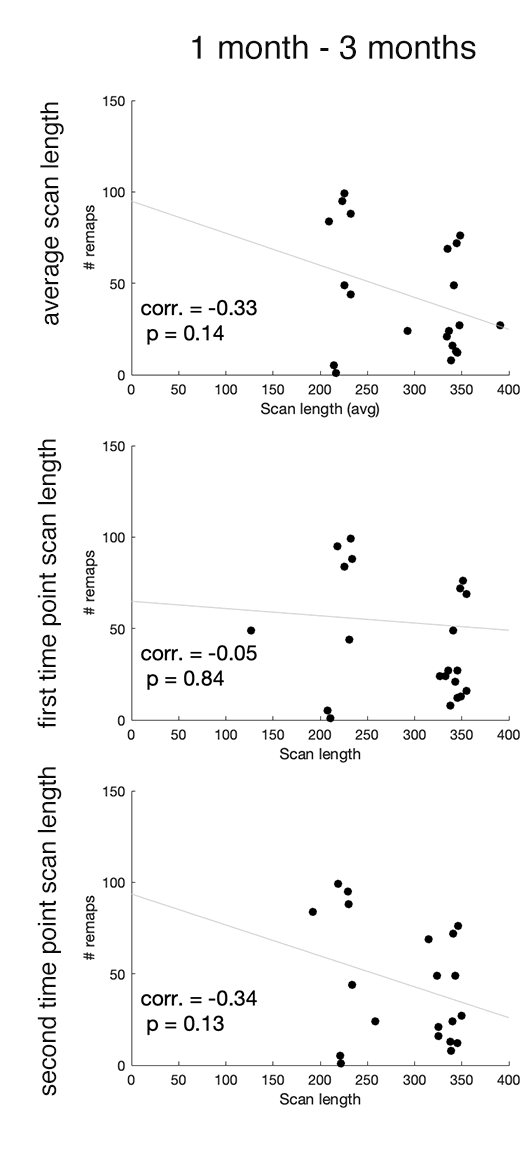 1 month - 3 months
average scan length
# remaps
150
100
50
0
corr. = -0.33
p = 0.14
0 50 100 150 200 250 300 350 400
Scan length (avg)
first time point scan length
# remaps
150
100
50
0
corr. = -0.05
p = 0.84
0 50 100 150 200 250 300 350 400
Scan length
second time point scan length
# remaps
150
100
50
0
corr. = -0.34
p = 0.13
0 50 100 150 200 250 300 350 400
Scan length